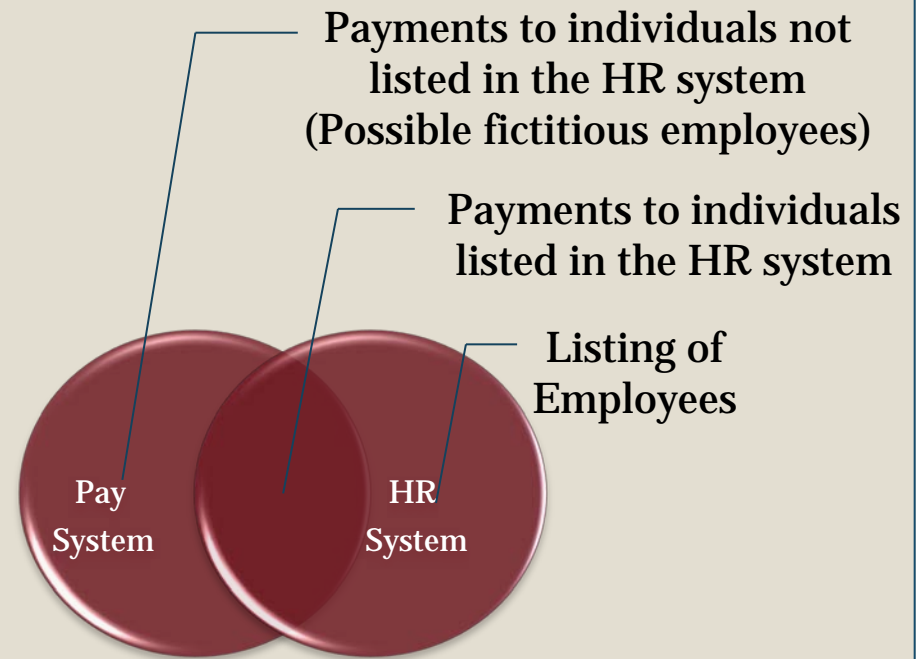 Payments to individuals not
listed in the HR system
(Possible fictitious employees)
Payments to individuals
listed in the HR system
Listing of
Employees
Pay
System
HR
System